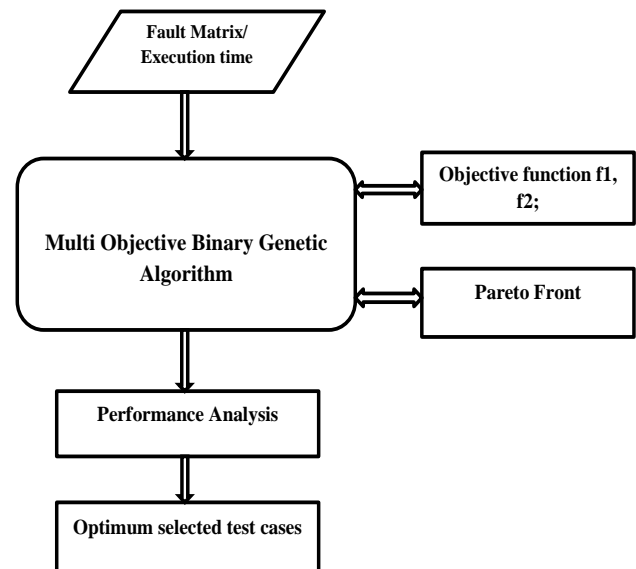 Fault Matrix/
Execution time
Objective function f1,
f2;
Multi Objective Binary Genetic
Algorithm
Pareto Front
Performance Analysis
Optimum selected test cases